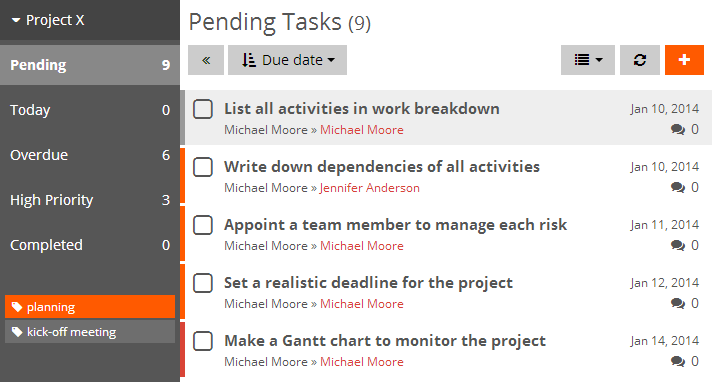 Project X
Pending 9
Today 0
Overdue 6
High Priority 3
Completed 0
planning
kick-off meeting
Pending Tasks (9)
« Due date
List all activities in work breakdown Jan 10, 2014
Michael Moore » Michael Moore 0
Write down dependencies of all activities Jan 10, 2014
Michael Moore » Jennifer Anderson 0
Appoint a team member to manage each risk Jan 11, 2014
Michael Moore » Michael Moore 0
Set a realistic deadline for the project Jan 12, 2014
Michael Moore » Michael Moore 0
Make a Gantt chart to monitor the project Jan 14, 2014
Michael Moore » Michael Moore 0